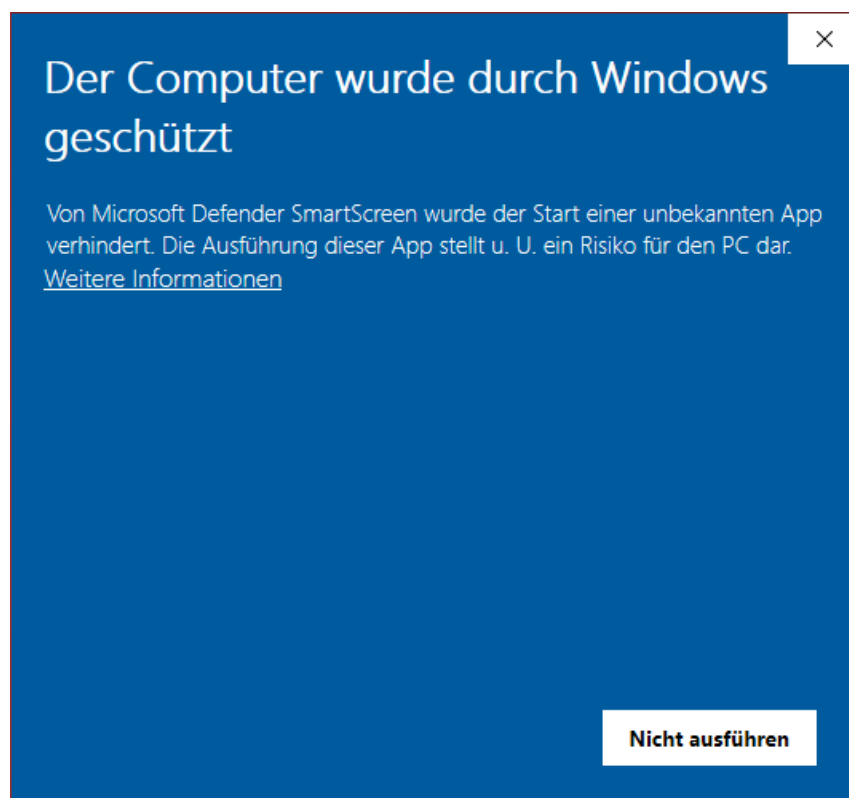 Der Computer wurde durch Windows
geschützt
Von Microsoft Defender SmartScreen wurde der Start einer unbekannten App
verhindert. Die Ausführung dieser App stellt u. U. ein Risiko für den PC dar.
Weitere Informationen
Nicht ausführen